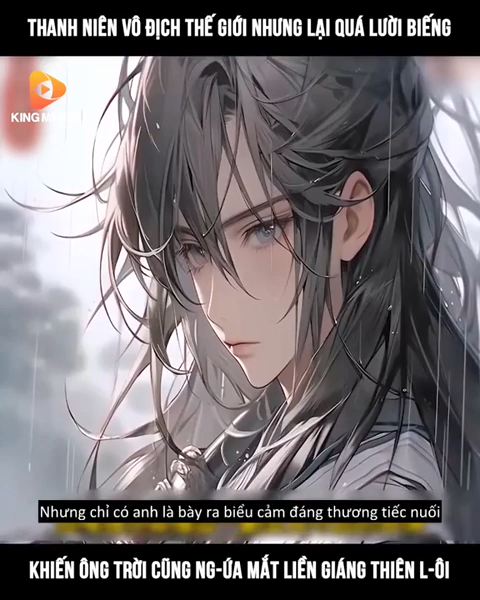 THANH NIÊN VÔ ĐỊCH THẾ GIỚI NHƯNG LẠI QUÁ LƯỜI BIẾNG
Nhưng chỉ có anh là bày ra biểu cảm đáng thương tiếc nuối
KHIẾN ÔNG TRỜI CŨNG NG-ỨA MẮT LIỀN GIÁNG THIÊN L-ÔI